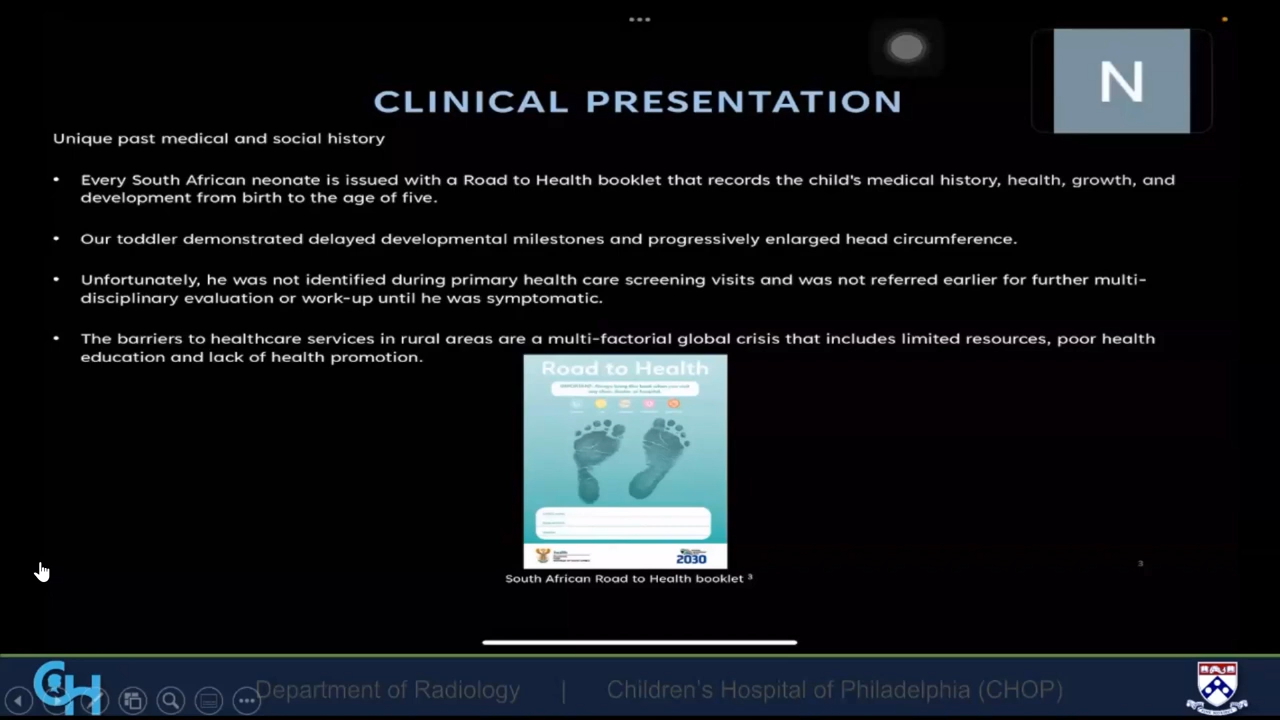 N
CLINICAL PRESENTATION
Unique past medical and social history
• Every South African neonate is issued with a Road to Health booklet that records the child's medical history, health, growth, and
development from birth to the age of five.
• Our toddler demonstrated delayed developmental milestones and progressively enlarged head circumference.
• Unfortunately, he was not identified during primary health care screening visits and was not referred earlier for further multi-
disciplinary evaluation or work-up until he was symptomatic.
• The barriers to healthcare services in rural areas are a multi-factorial global crisis that includes limited resources, poor health
education and lack of health promotion.
Road to Health
health
2030
3
South African Road to Health booklet ³
CH
Department of Radiology | Children's Hospital of Philadelphia (CHOP)